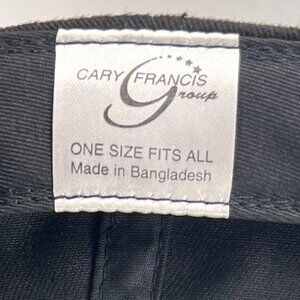 CARY FRANCIS
Group
ONE SIZE FITS ALL
Made in Bangladesh